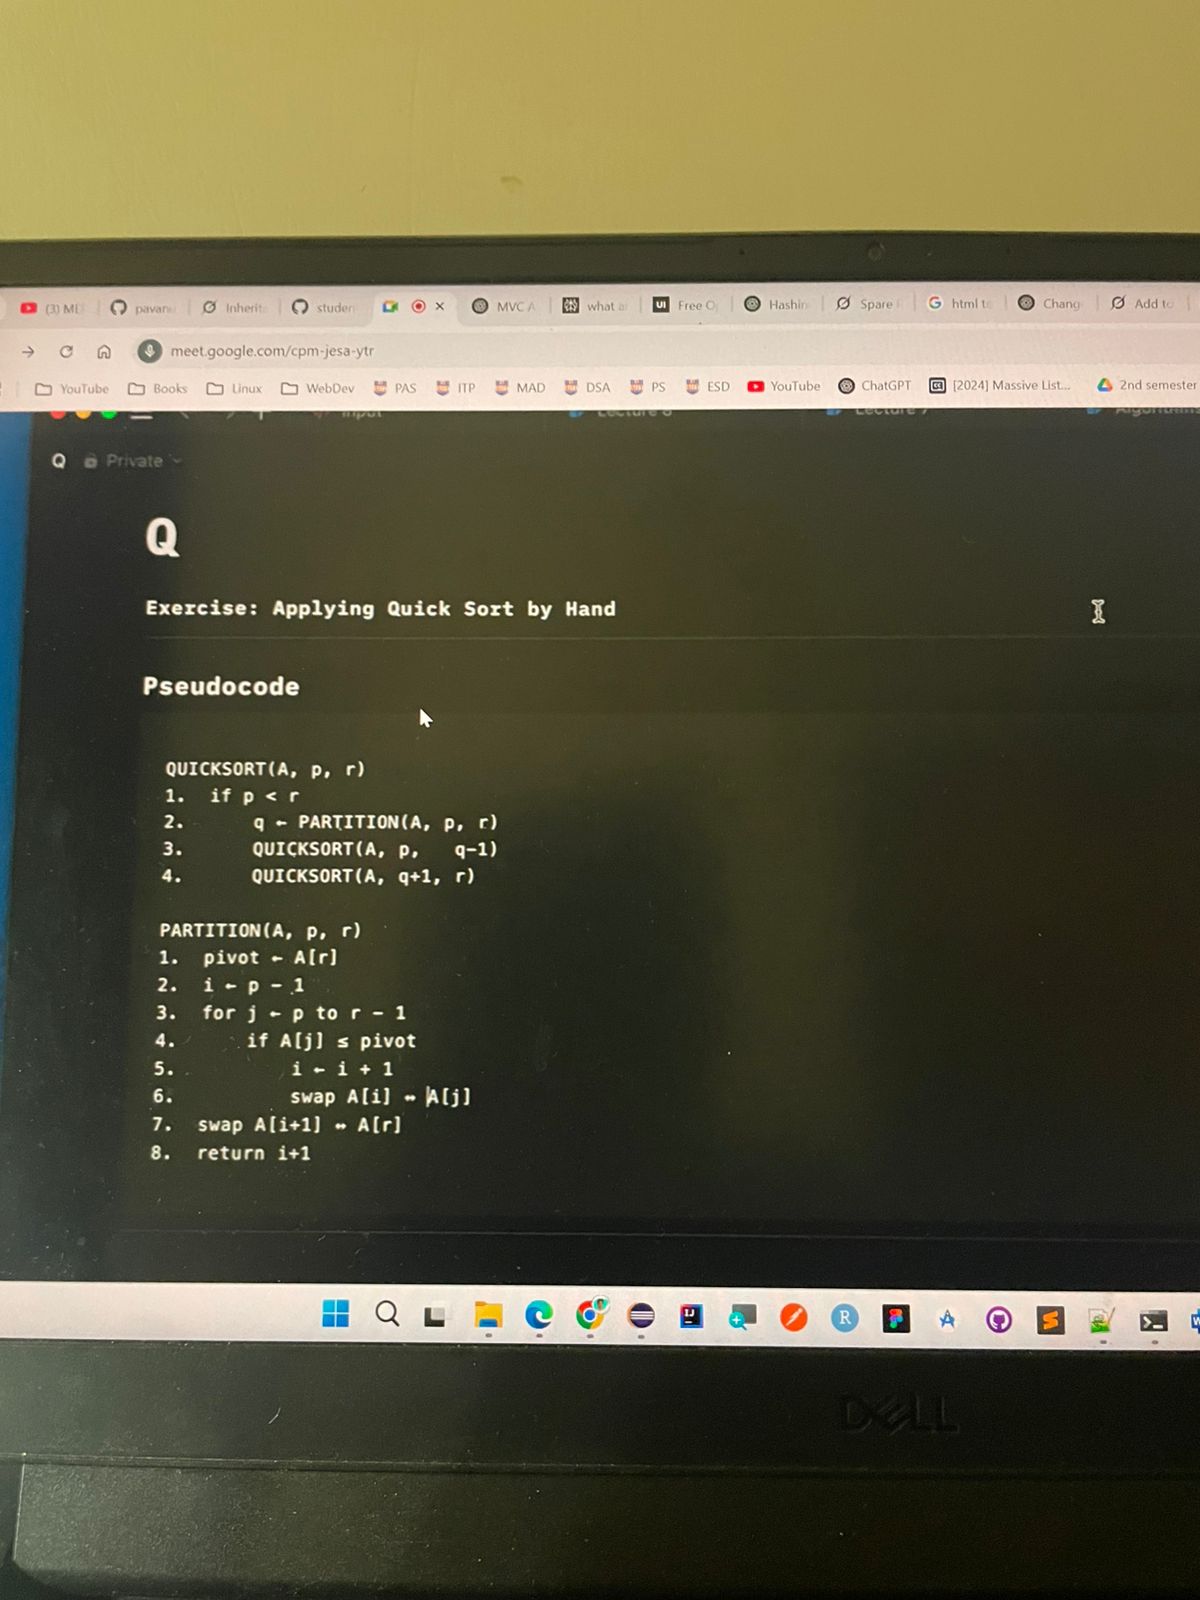 (3) ME
pavan
Inherit
studen
MVC A
what a
UI Free O
Hashin
Spare
html t
Chang
Add to
meet.google.com/cpm-jesa-ytr
YouTube Books Linux WebDev PAS ITP MAD DSA PS ESD YouTube ChatGPT [2024] Massive List... 2nd semester
Input Lecture Lecture 7 Algorithms
Q Private
Q
Exercise: Applying Quick Sort by Hand
Pseudocode
QUICKSORT(A, p, r)
1. if p < r
2. q ← PARTITION(A, p, r)
3. QUICKSORT(A, p, q-1)
4. QUICKSORT(A, q+1, r)
PARTITION(A, p, r)
1. pivot ← A[r]
2. i ← p - 1
3. for j ← p to r - 1
4. if A[j] ≤ pivot
5. i ← i + 1
6. swap A[i] ↔ A[j]
7. swap A[i+1] ↔ A[r]
8. return i+1
IJ
R
DELL